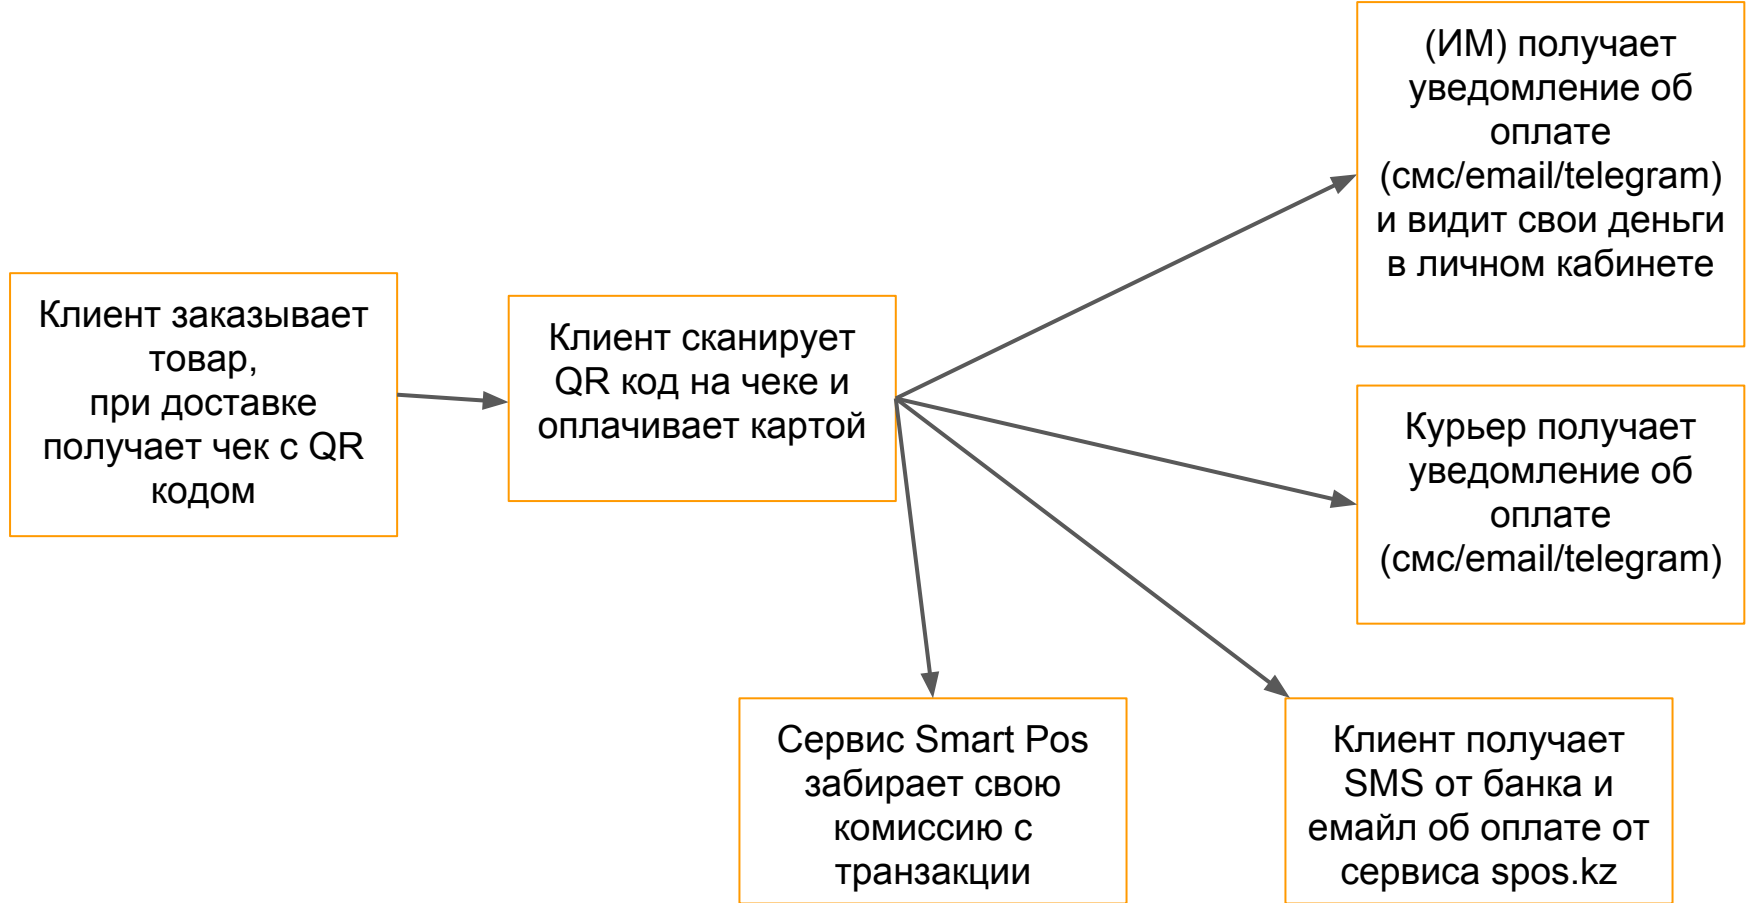 Клиент заказывает
товар,
при доставке
получает чек с QR
кодом
Клиент сканирует
QR код на чеке и
оплачивает картой
(ИМ) получает
уведомление об
оплате
(смс/email/telegram)
и видит свои деньги
в личном кабинете
Курьер получает
уведомление об
оплате
(смс/email/telegram)
Сервис Smart Pos
забирает свою
комиссию с
транзакции
Клиент получает
SMS от банка и
емайл об оплате от
сервиса spos.kz